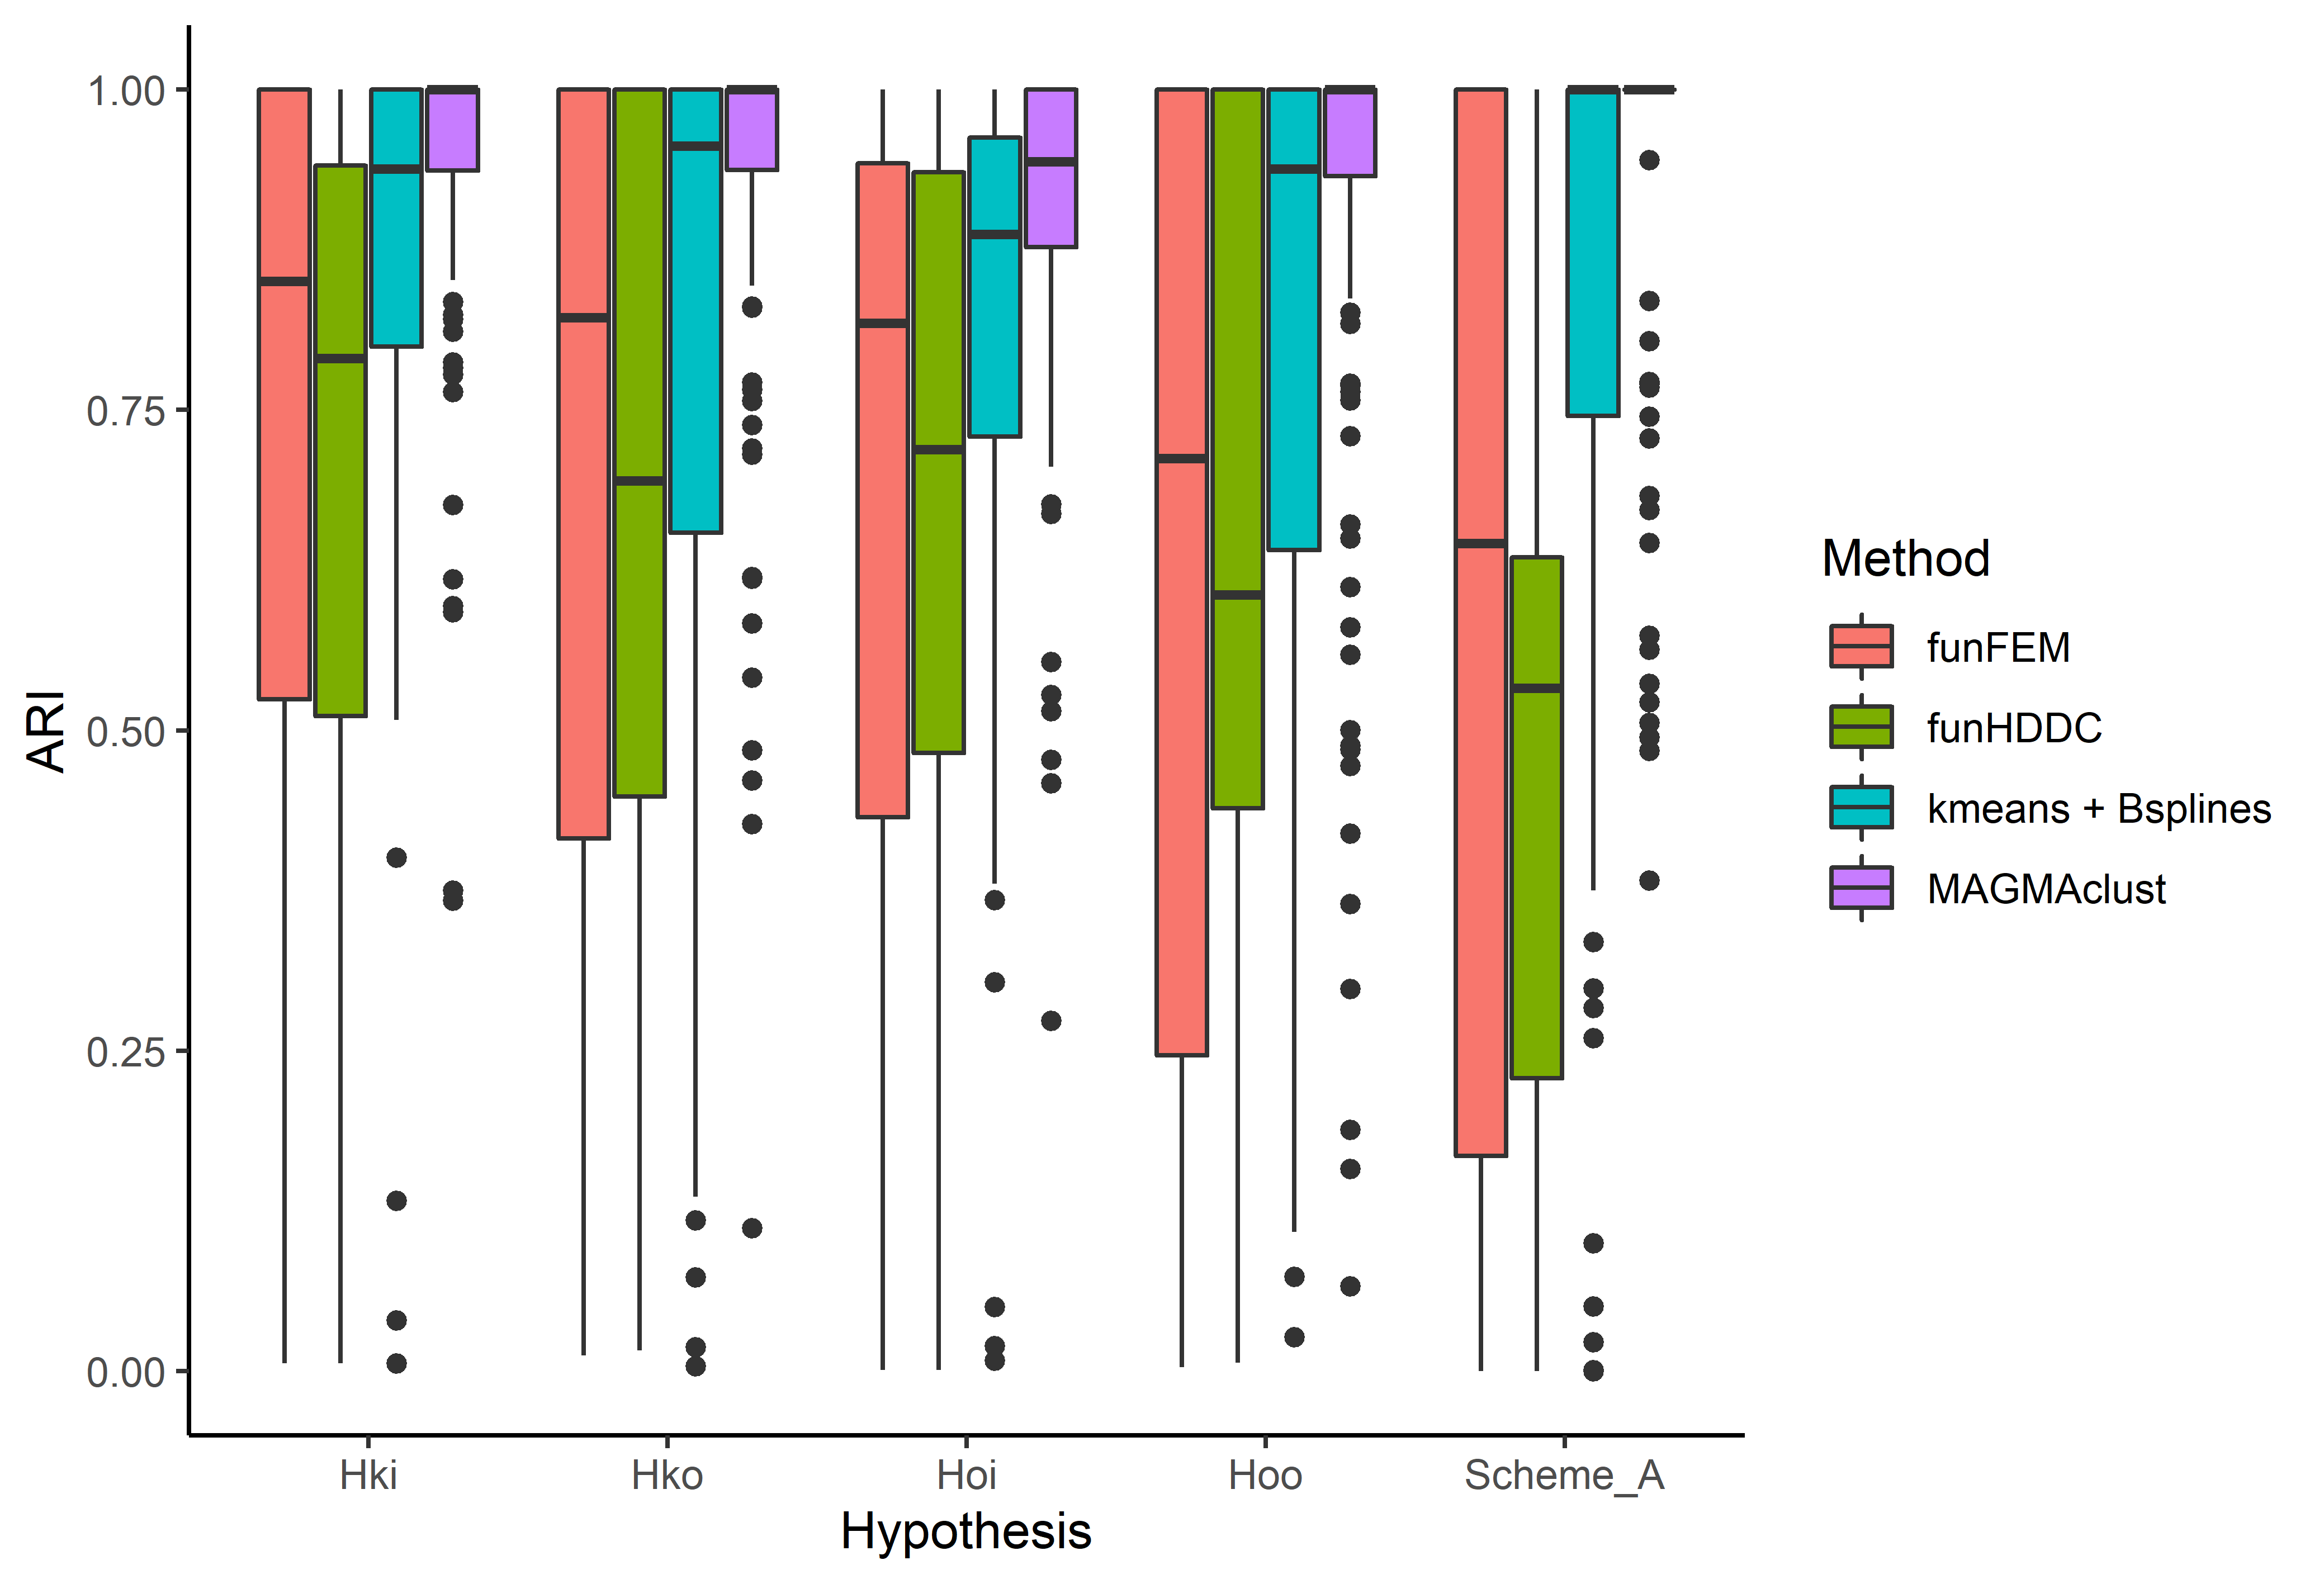 1.00
0.75
0.50
0.25
0.00
ARI
Hki
Hko
Hoi
Hoo
Scheme_A
Hypothesis
Method
funFEM
funHDDC
kmeans + Bsplines
MAGMAclust